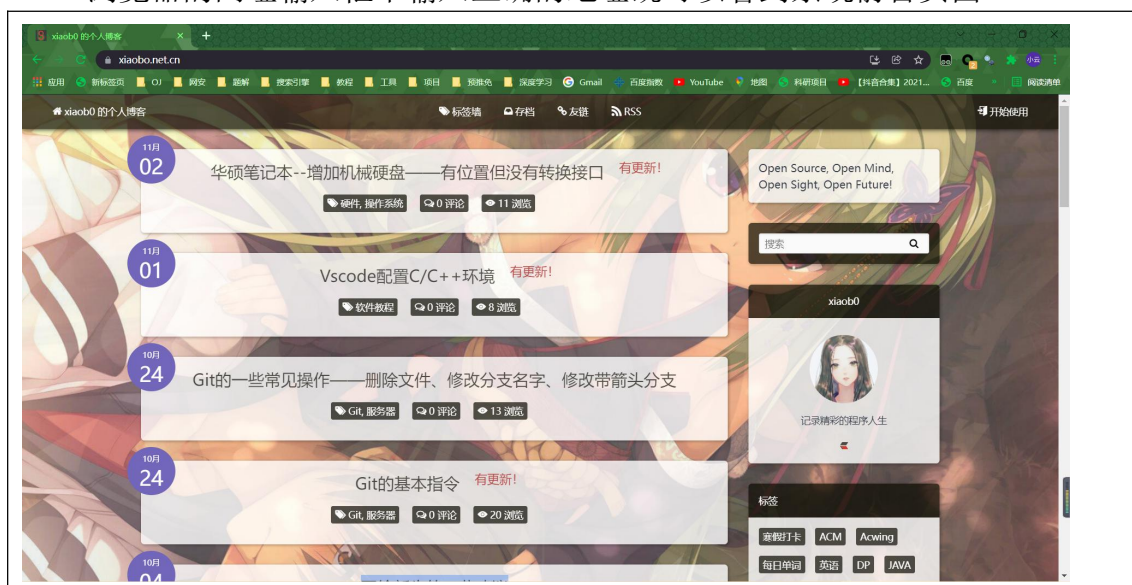 xiaob0 的个人博客
xiaobo.net.cn
应用 新标签页 OJ 网安 题解 搜索引擎 教程 工具 项目 预推免 深度学习 Gmail 百度指数 YouTube 地图 科研项目 【抖音合集】2021... 百度 阅读清单
xiaob0 的个人博客 标签墙 存档 友链 RSS 开始使用
11月
02
华硕笔记本--增加机械硬盘——有位置但没有转换接口 有更新!
硬件, 操作系统 0 评论 11 浏览
11月
01
Vscode配置C/C++环境 有更新!
软件教程 0 评论 8 浏览
10月
24
Git的一些常见操作——删除文件、修改分支名字、修改带箭头分支
Git, 服务器 0 评论 13 浏览
10月
24
Git的基本指令 有更新!
Git, 服务器 0 评论 20 浏览
10月
04
Open Source, Open Mind,
Open Sight, Open Future!
搜索
xiaob0
记录精彩的程序人生
标签
寒假打卡 ACM Acwing
每日单词 英语 DP JAVA